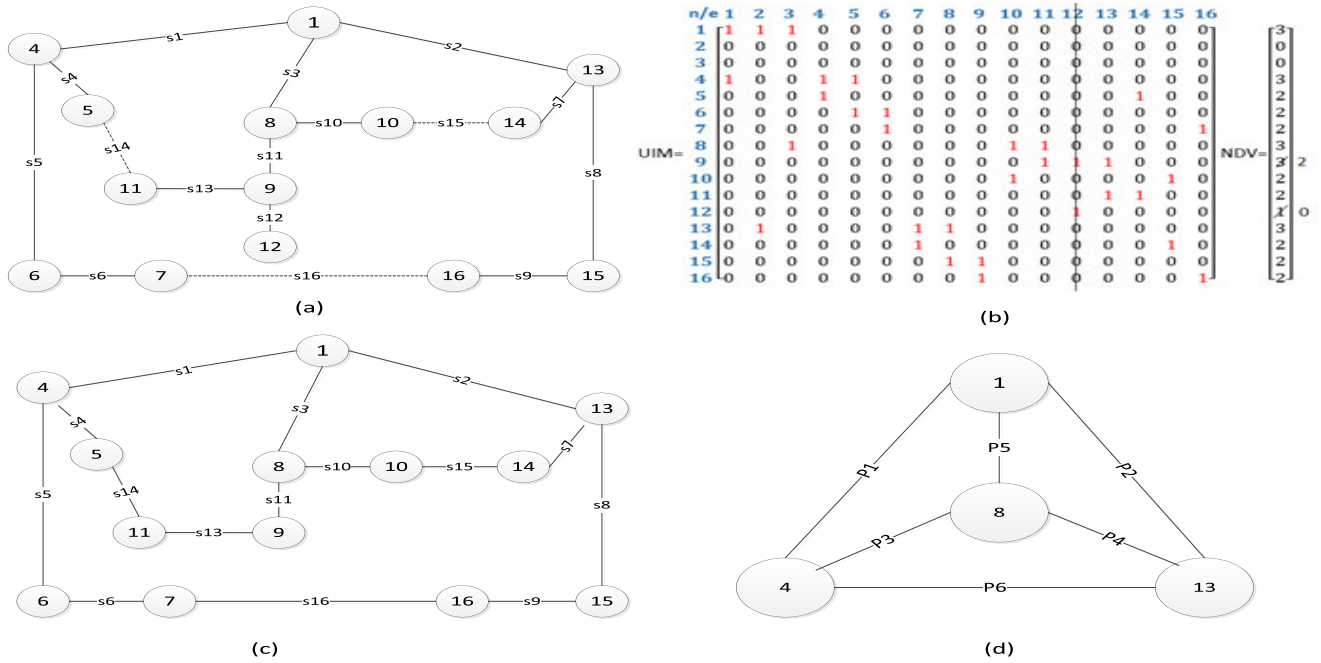 1
s1
s2
4
13
s4
s3
s7
5
8
s10
10
s15
14
s14
s11
s5
s8
11
s13
9
s12
12
6
s6
7
s16
16
s9
15
(a)
n/e 1 2 3 4 5 6 7 8 9 10 11 12 13 14 15 16
1 1 1 1 0 0 0 0 0 0 0 0 0 0 0 0 0 3
2 0 0 0 0 0 0 0 0 0 0 0 0 0 0 0 0 0
3 0 0 0 0 0 0 0 0 0 0 0 0 0 0 0 0 0
4 1 0 0 1 1 0 0 0 0 0 0 0 0 0 0 0 3
5 0 0 0 1 0 0 0 0 0 0 0 0 0 1 0 0 2
6 0 0 0 0 1 1 0 0 0 0 0 0 0 0 0 0 2
7 0 0 0 0 0 1 0 0 0 0 0 0 0 0 0 1 2
8 0 0 1 0 0 0 0 0 0 1 1 0 0 0 0 0 3
UIM= NDV=
9 0 0 0 0 0 0 0 0 0 0 1 1 1 0 0 0 3 2
10 0 0 0 0 0 0 0 0 0 1 0 0 0 0 1 0 2
11 0 0 0 0 0 0 0 0 0 0 0 0 1 1 0 0 2
12 0 0 0 0 0 0 0 0 0 0 0 1 0 0 0 0 1 0
13 0 1 0 0 0 0 1 1 0 0 0 0 0 0 0 0 3
14 0 0 0 0 0 0 1 0 0 0 0 0 0 0 1 0 2
15 0 0 0 0 0 0 0 1 1 0 0 0 0 0 0 0 2
16 0 0 0 0 0 0 0 0 1 0 0 0 0 0 0 1 2
(b)
1
s1
s2
4
13
s4
s3
s7
5
8
s10
10
s15
14
s14
s11
s5
s8
11
s13
9
6
s6
7
s16
16
s9
15
(c)
1
P1
P5
P2
8
P3
P4
4
P6
13
(d)